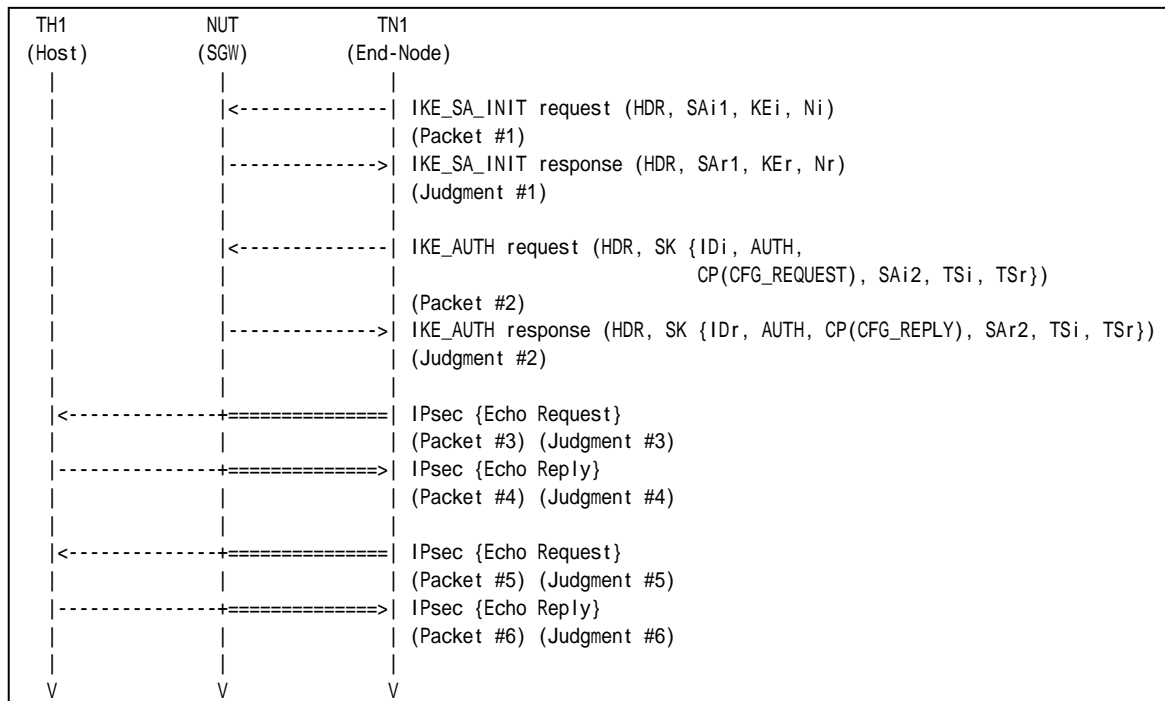 TH1 NUT TN1
(Host) (SGW) (End-Node)
| | |
| |<--------------| IKE_SA_INIT request (HDR, SAi1, KEi, Ni)
| | | (Packet #1)
| |-------------->| IKE_SA_INIT response (HDR, SAr1, KEr, Nr)
| | | (Judgment #1)
| | |
| |<--------------| IKE_AUTH request (HDR, SK {IDi, AUTH,
| | | CP(CFG_REQUEST), SAi2, TSi, TSr})
| | | (Packet #2)
| |-------------->| IKE_AUTH response (HDR, SK {IDr, AUTH, CP(CFG_REPLY), SAr2, TSi, TSr})
| | | (Judgment #2)
| | |
|<--------------+===============| IPsec {Echo Request}
| | | (Packet #3) (Judgment #3)
|---------------+==============>| IPsec {Echo Reply}
| | | (Packet #4) (Judgment #4)
| | |
|<--------------+===============| IPsec {Echo Request}
| | | (Packet #5) (Judgment #5)
|---------------+==============>| IPsec {Echo Reply}
| | | (Packet #6) (Judgment #6)
| | |
V V V